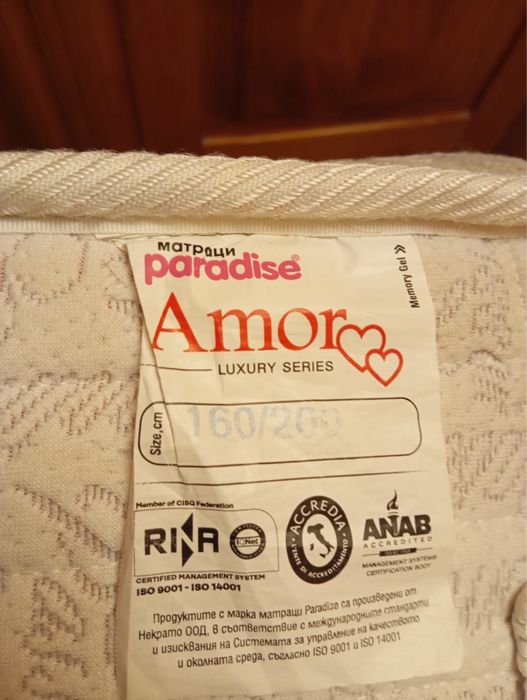 матраци
paradise®
Memory Gel »
Amor
LUXURY SERIES
Size,cm
160/200
Member of CISQ Federation
RINA
IQNet
CERTIFIED MANAGEMENT SYSTEM
ISO 9001 - ISO 14001
ACCREDIA
L'ENTE DI ACCREDITAMENTO
ANAB
ACCREDITED
MANAGEMENT SYSTEMS
CERTIFICATION BODY
Продуктите с марка матраци Paradise са произведени от
Некрато ООД, в съответствие с международните стандарти
и изисквания на Системата за управление на качеството
и околната среда, съгласно ISO 9001 и ISO 14001